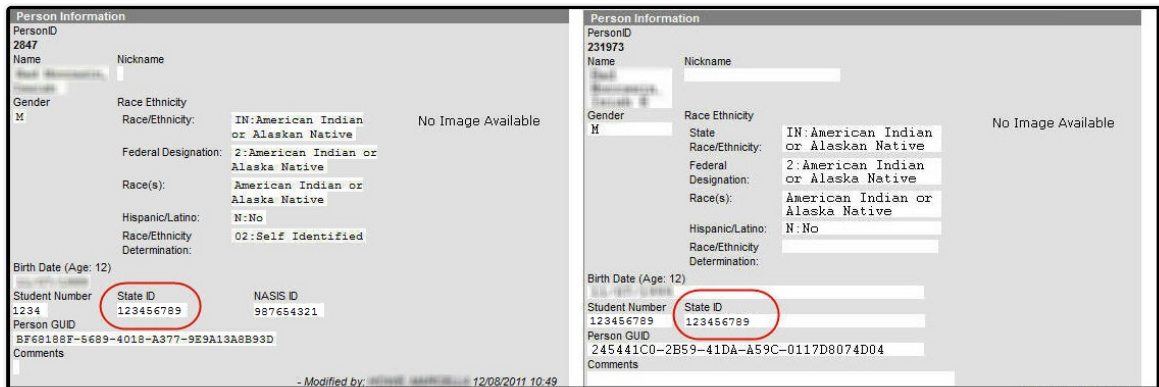 Person Information
PersonID
2847
Name Nickname
Gender Race Ethnicity
M Race/Ethnicity: IN:American Indian
or Alaskan Native
No Image Available
Federal Designation: 2:American Indian or
Alaska Native
Race(s): American Indian or
Alaska Native
Hispanic/Latino: N:No
Race/Ethnicity 02:Self Identified
Determination:
Birth Date (Age: 12)
Student Number State ID NASIS ID
1234 123456789 987654321
Person GUID
BF68188F-5689-4018-A377-9E9A13A8B93D
Comments
- Modified by: 12/08/2011 10:49
Person Information
PersonID
231973
Name Nickname
Gender Race Ethnicity
M State IN:American Indian
Race/Ethnicity: or Alaskan Native
No Image Available
Federal 2:American Indian
Designation: or Alaska Native
Race(s): American Indian or
Alaska Native
Hispanic/Latino: N:No
Race/Ethnicity
Determination:
Birth Date (Age: 12)
Student Number State ID
123456789 123456789
Person GUID
245441C0-2B59-41DA-A59C-0117D8074D04
Comments